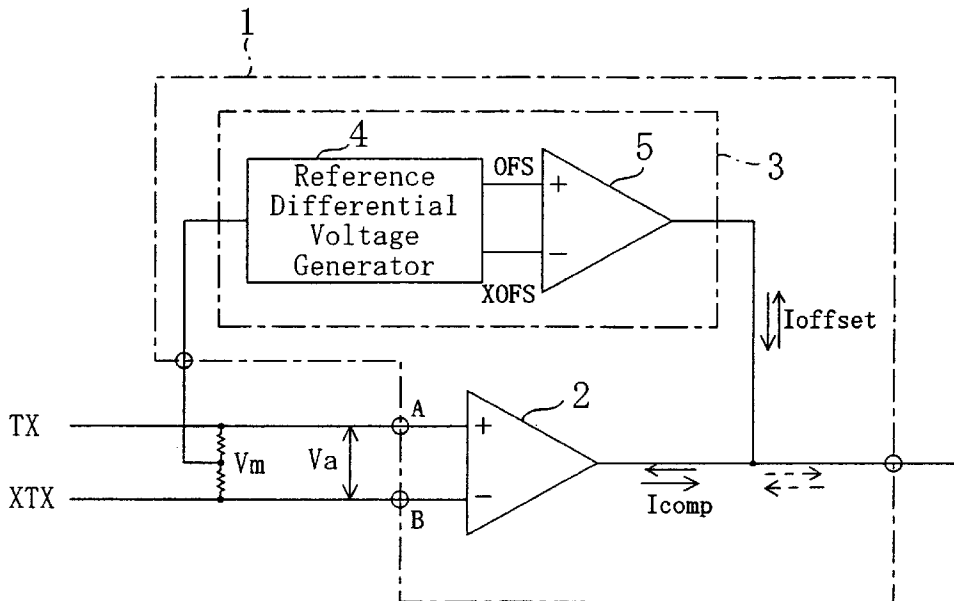 1
4
Reference
Differential
Voltage
Generator
OFS
XOFS
+
−
5
3
Ioffset
TX
XTX
Vm
Va
A
B
+
−
2
Icomp